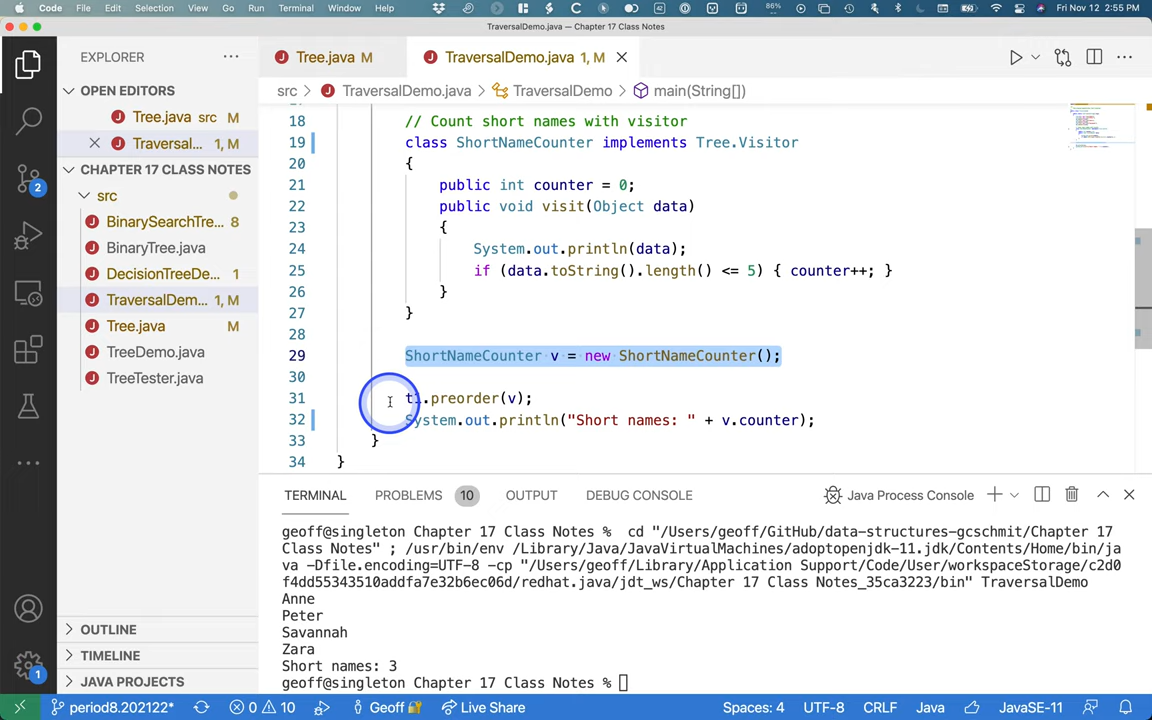 Code File Edit Selection View Go Run Terminal Window Help 86% Fri Nov 12 2:55 PM
TraversalDemo.java — Chapter 17 Class Notes
EXPLORER
Tree.java M
TraversalDemo.java 1, M
OPEN EDITORS
Tree.java src M
Traversal... 1, M
CHAPTER 17 CLASS NOTES
src
BinarySearchTre... 8
BinaryTree.java
DecisionTreeDe... 1
TraversalDem... 1, M
Tree.java M
TreeDemo.java
TreeTester.java
OUTLINE
TIMELINE
JAVA PROJECTS
2
1
src > TraversalDemo.java > TraversalDemo > main(String[])
18 // Count short names with visitor
19 class ShortNameCounter implements Tree.Visitor
20 {
21 public int counter = 0;
22 public void visit(Object data)
23 {
24 System.out.println(data);
25 if (data.toString().length() <= 5) { counter++; }
26 }
27 }
28
29 ShortNameCounter v = new ShortNameCounter();
30
31 t1.preorder(v);
32 System.out.println("Short names: " + v.counter);
33 }
34 }
TERMINAL PROBLEMS 10 OUTPUT DEBUG CONSOLE Java Process Console
geoff@singleton Chapter 17 Class Notes % cd "/Users/geoff/GitHub/data-structures-gcschmit/Chapter 17
Class Notes" ; /usr/bin/env /Library/Java/JavaVirtualMachines/adoptopenjdk-11.jdk/Contents/Home/bin/ja
va -Dfile.encoding=UTF-8 -cp "/Users/geoff/Library/Application Support/Code/User/workspaceStorage/c2d0
f4dd55343510addfa7e32b6ec06d/redhat.java/jdt_ws/Chapter 17 Class Notes_35ca3223/bin" TraversalDemo
Anne
Peter
Savannah
Zara
Short names: 3
geoff@singleton Chapter 17 Class Notes %
period8.202122* 0 10 Geoff Live Share Spaces: 4 UTF-8 CRLF Java JavaSE-11